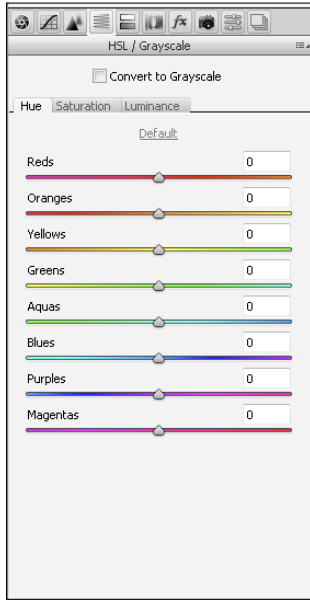 fx
HSL / Grayscale
Convert to Grayscale
Hue Saturation Luminance
Default
Reds 0
Oranges 0
Yellows 0
Greens 0
Aquas 0
Blues 0
Purples 0
Magentas 0